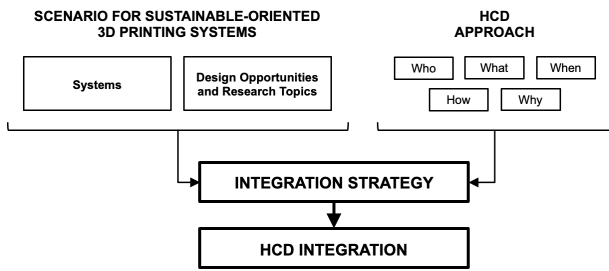 SCENARIO FOR SUSTAINABLE-ORIENTED
3D PRINTING SYSTEMS
Systems
Design Opportunities
and Research Topics
HCD
APPROACH
Who
What
When
How
Why
INTEGRATION STRATEGY
HCD INTEGRATION